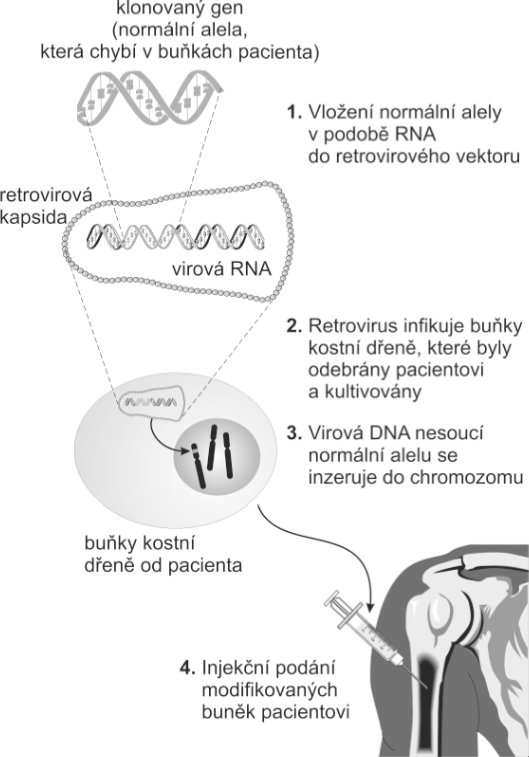 klonovaný gen
(normální alela,
která chybí v buňkách pacienta)
1. Vložení normální alely
v podobě RNA
do retrovirového vektoru
retrovirová
kapsida
virová RNA
2. Retrovirus infikuje buňky
kostní dřeně, které byly
odebrány pacientovi
a kultivovány
3. Virová DNA nesoucí
normální alelu se
inzeruje do chromozomu
buňky kostní
dřeně od pacienta
4. Injekční podání
modifikovaných
buněk pacientovi